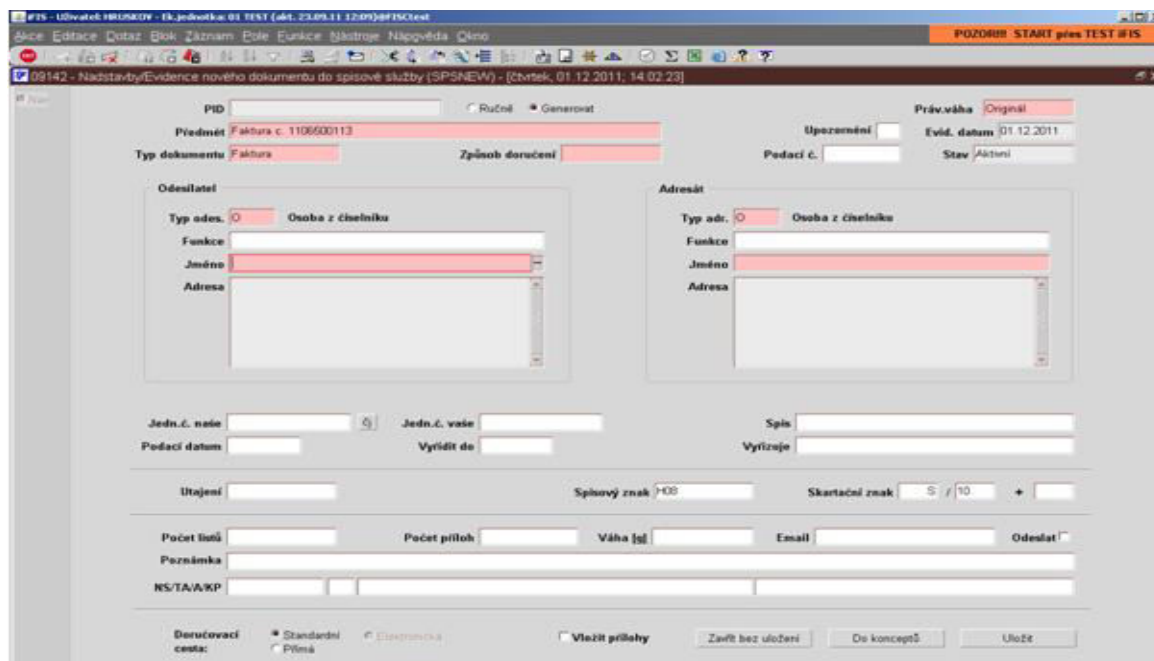 iFIS - Uživatel: HRUSKOV - Ek.jednotka: 01 TEST (akt. 23.09.11 12:09)@FISCtest
Akce Editace Dotaz Blok Záznam Pole Funkce Nástroje Nápověda Okno POZOR!!! START přes TEST iFIS
09142 - Nadstavby/Evidence nového dokumentu do spisové služby (SPSNEW) - [čtvrtek, 01.12.2011; 14:02:23]
PID Ručně Generovat Práv.váha Originál
Předmět Faktura c. 1106500113 Upozornění Evid. datum 01.12.2011
Typ dokumentu Faktura Způsob doručení Podací č. Stav Aktivní
Odesílatel Adresát
Typ odes. O Osoba z číselníku Typ adr. O Osoba z číselníku
Funkce Funkce
Jméno Jméno
Adresa Adresa
Jedn.č. naše Čj Jedn.č. vaše Spis
Podací datum Vyřídit do Vyřizuje
Utajení Spisový znak H08 Skartační znak S / 10 +
Počet listů Počet příloh Váha [g] Email Odeslat
Poznámka
NS/TA/A/KP
Doručovací cesta: Standardní Elektronická Vložit přílohy Zavřít bez uložení Do konceptů Uložit
Přímá